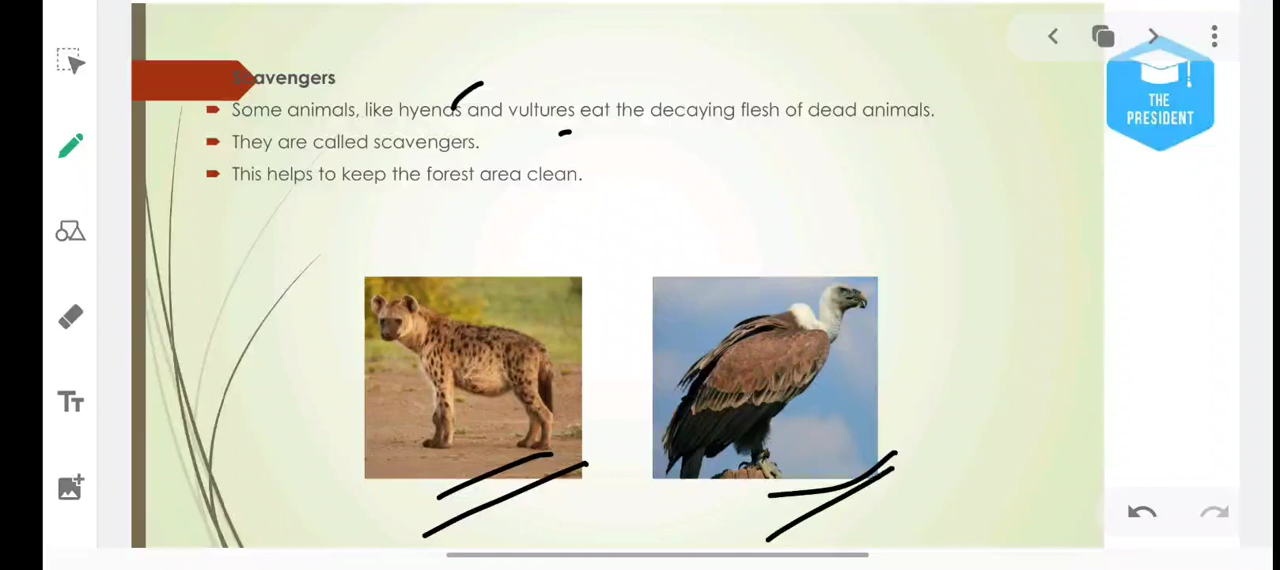 Scavengers
Some animals, like hyenas and vultures eat the decaying flesh of dead animals.
They are called scavengers.
This helps to keep the forest area clean.
THE
PRESIDENT
TT